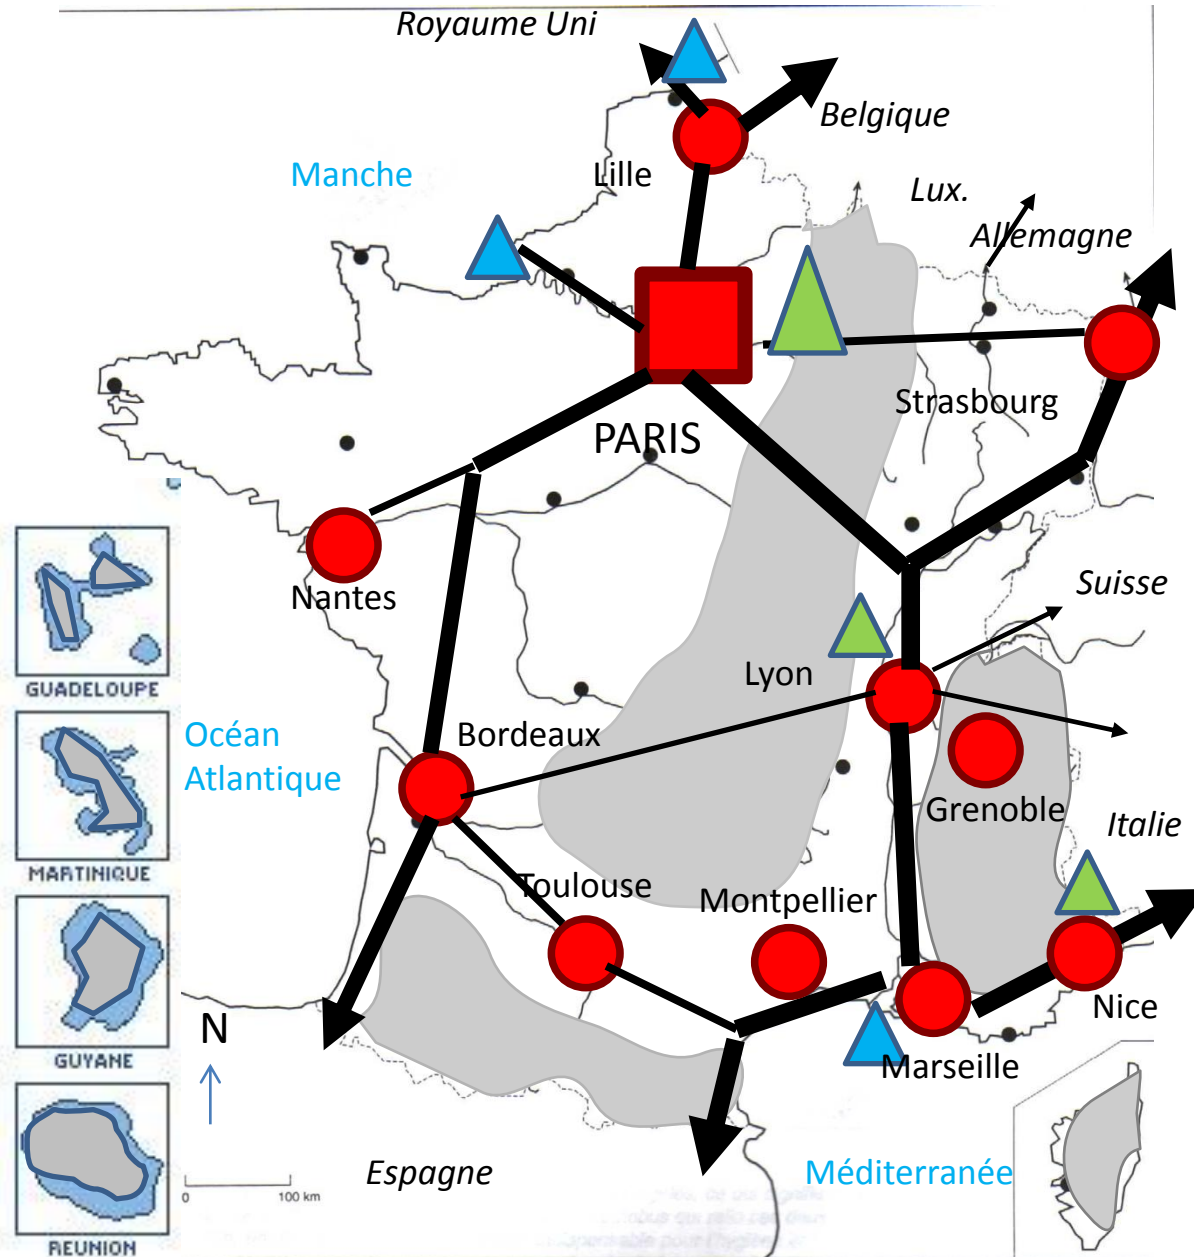 Royaume Uni
Belgique
Manche
Lille
Lux.
Allemagne
Strasbourg
PARIS
Nantes
Suisse
GUADELOUPE
Lyon
Océan
Atlantique
Bordeaux
Grenoble
Italie
MARTINIQUE
Toulouse
Montpellier
Nice
N
GUYANE
Marseille
Espagne
Méditerranée
0 100 km
REUNION